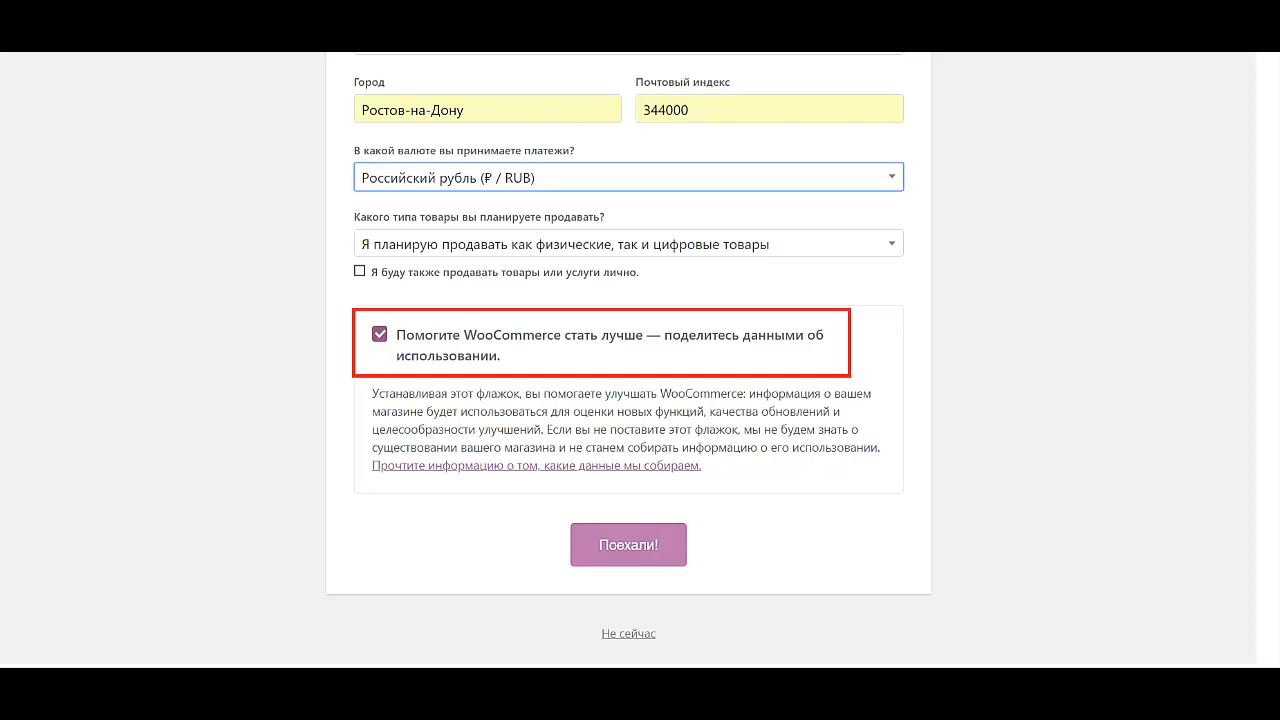 Город
Почтовый индекс
Ростов-на-Дону
344000
В какой валюте вы принимаете платежи?
Российский рубль (₽ / RUB)
Какого типа товары вы планируете продавать?
Я планирую продавать как физические, так и цифровые товары
Я буду также продавать товары или услуги лично.
Помогите WooCommerce стать лучше — поделитесь данными об
использовании.
Устанавливая этот флажок, вы помогаете улучшать WooCommerce: информация о вашем
магазине будет использоваться для оценки новых функций, качества обновлений и
целесообразности улучшений. Если вы не поставите этот флажок, мы не будем знать о
существовании вашего магазина и не станем собирать информацию о его использовании.
Прочтите информацию о том, какие данные мы собираем.
Поехали!
Не сейчас